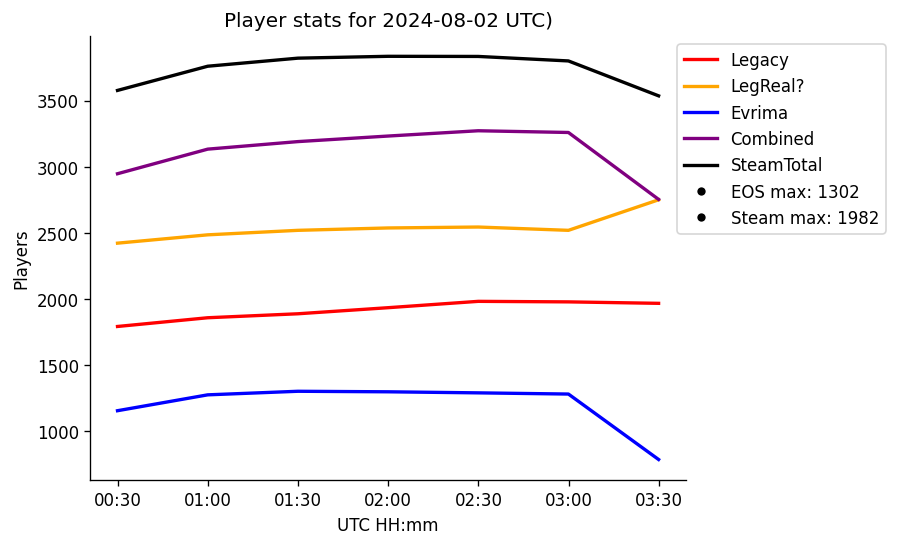 Player stats for 2024-08-02 UTC)
Players
3500
3000
2500
2000
1500
1000
00:30 01:00 01:30 02:00 02:30 03:00 03:30
UTC HH:mm
Legacy
LegReal?
Evrima
Combined
SteamTotal
EOS max: 1302
Steam max: 1982